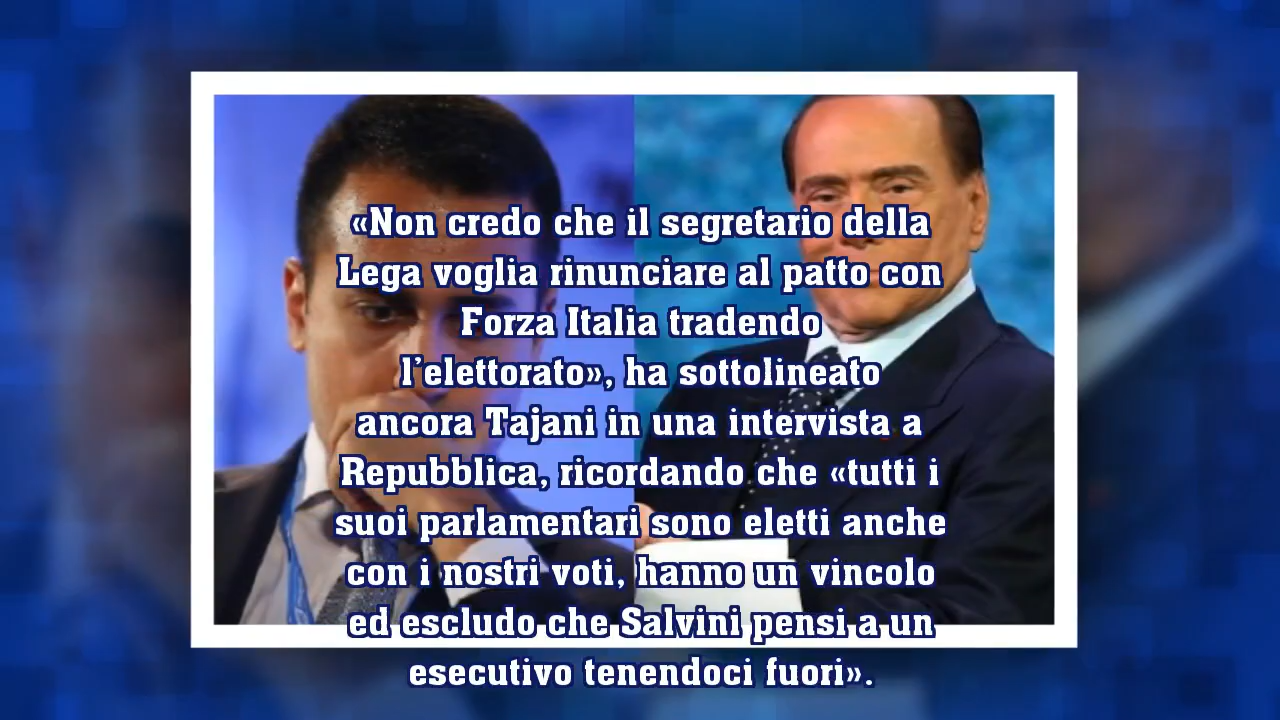 «Non credo che il segretario della
Lega voglia rinunciare al patto con
Forza Italia tradendo
l’elettorato», ha sottolineato
ancora Tajani in una intervista a
Repubblica, ricordando che «tutti i
suoi parlamentari sono eletti anche
con i nostri voti, hanno un vincolo
ed escludo che Salvini pensi a un
esecutivo tenendoci fuori».